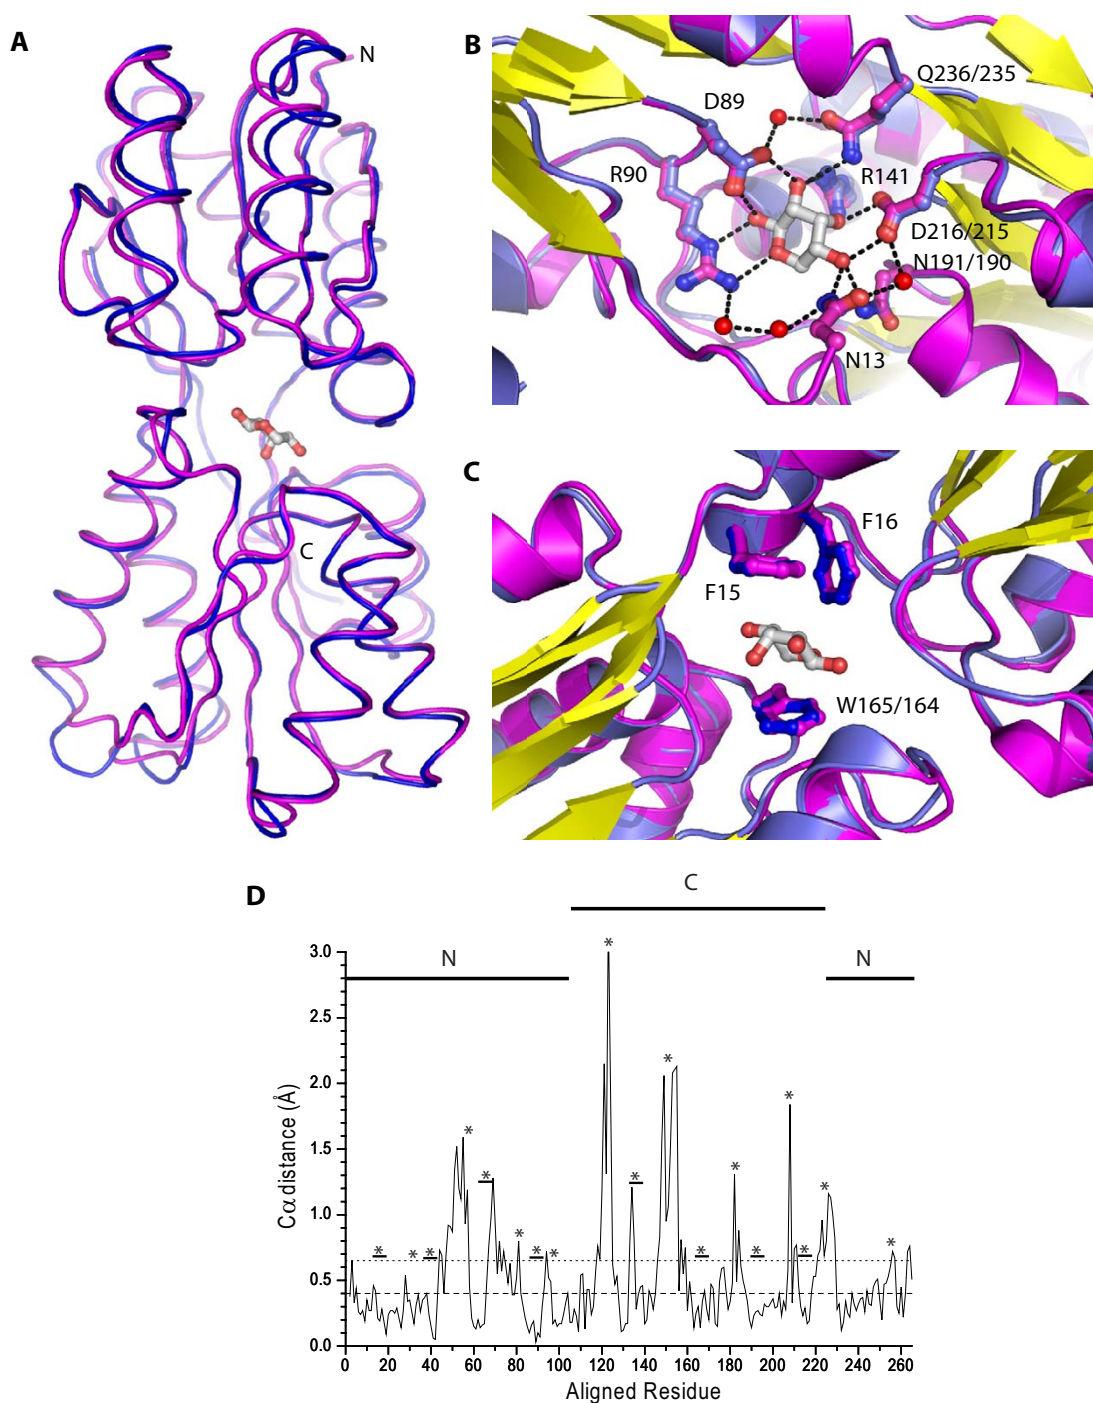 A
N
C
B
Q236/235
D89
R90
R141
D216/215
N191/190
N13
C
F16
F15
W165/164
D
C
N
N
* * * * * * * * * * * * * * * * * *
3.0
2.5
2.0
1.5
1.0
0.5
0.0
Cα distance (Å)
0 20 40 60 80 100 120 140 160 180 200 220 240 260
Aligned Residue